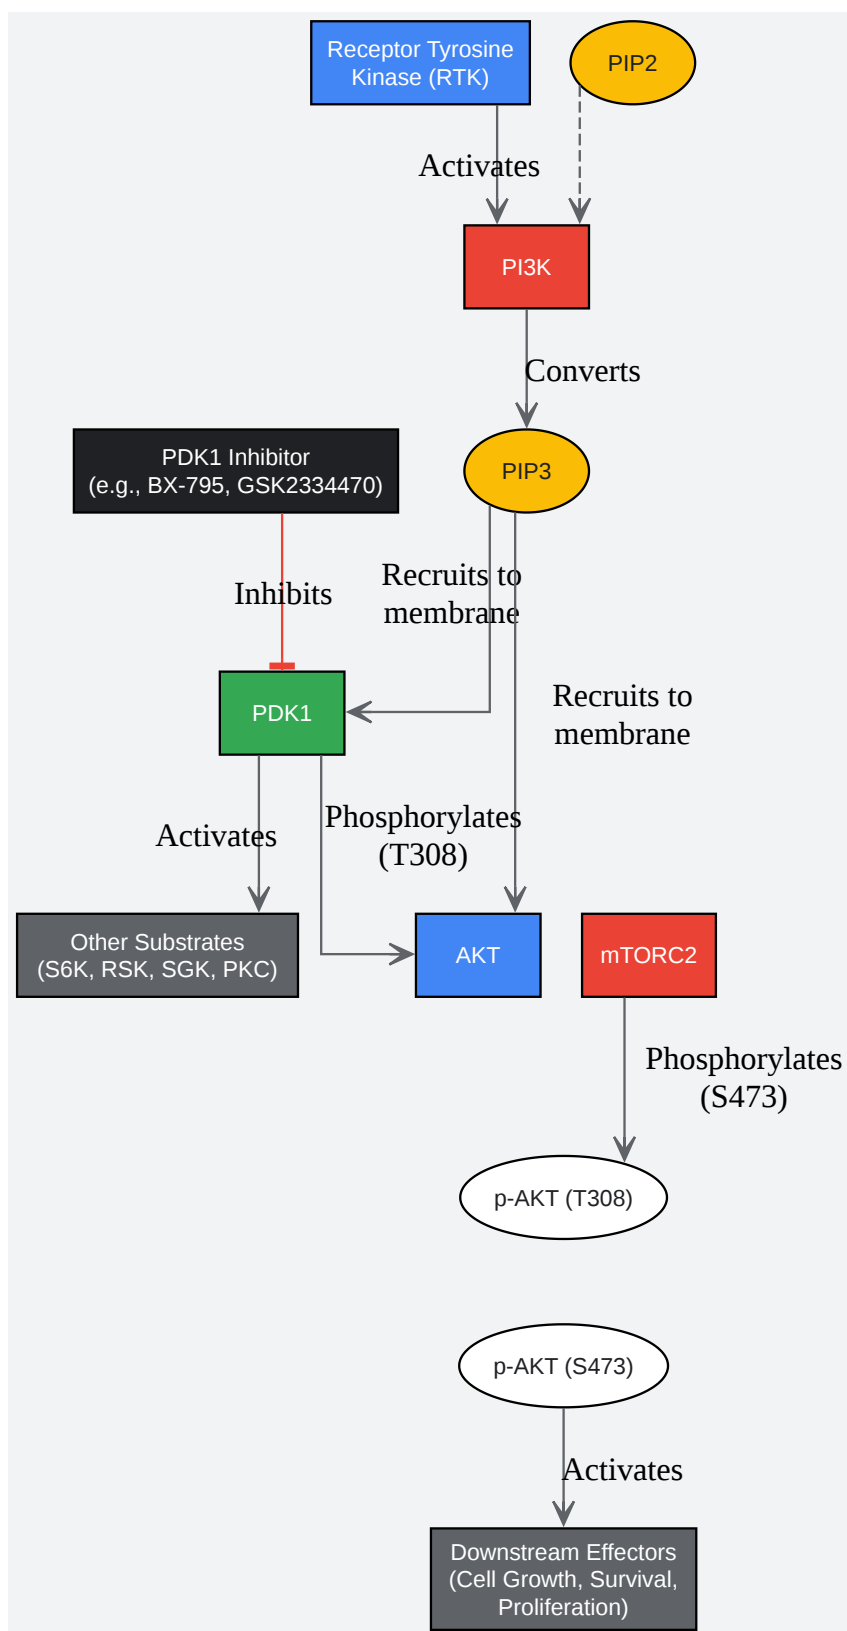 Receptor Tyrosine
Kinase (RTK)
PIP2
Activates
PI3K
Converts
PDK1 Inhibitor
(e.g., BX-795, GSK2334470)
PIP3
Inhibits
Recruits to
membrane
PDK1
Recruits to
membrane
Activates
Phosphorylates
(T308)
Other Substrates
(S6K, RSK, SGK, PKC)
AKT
mTORC2
Phosphorylates
(S473)
p-AKT (T308)
p-AKT (S473)
Activates
Downstream Effectors
(Cell Growth, Survival,
Proliferation)